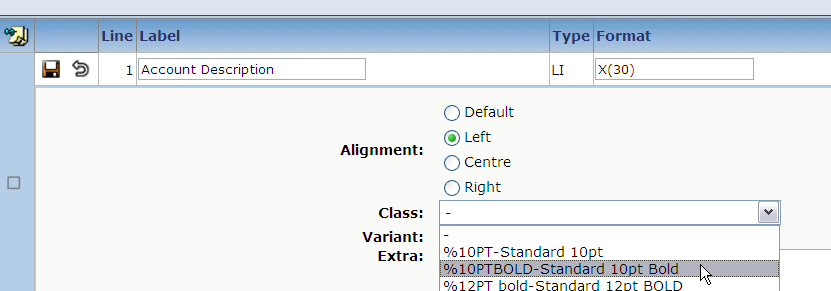 Line Label Type Format
1 Account Description LI X(30)
Default
Alignment: Left
Centre
Right
Class: -
Variant: -
Extra: %10PT-Standard 10pt
%10PTBOLD-Standard 10pt Bold
%12PT bold-Standard 12pt BOLD